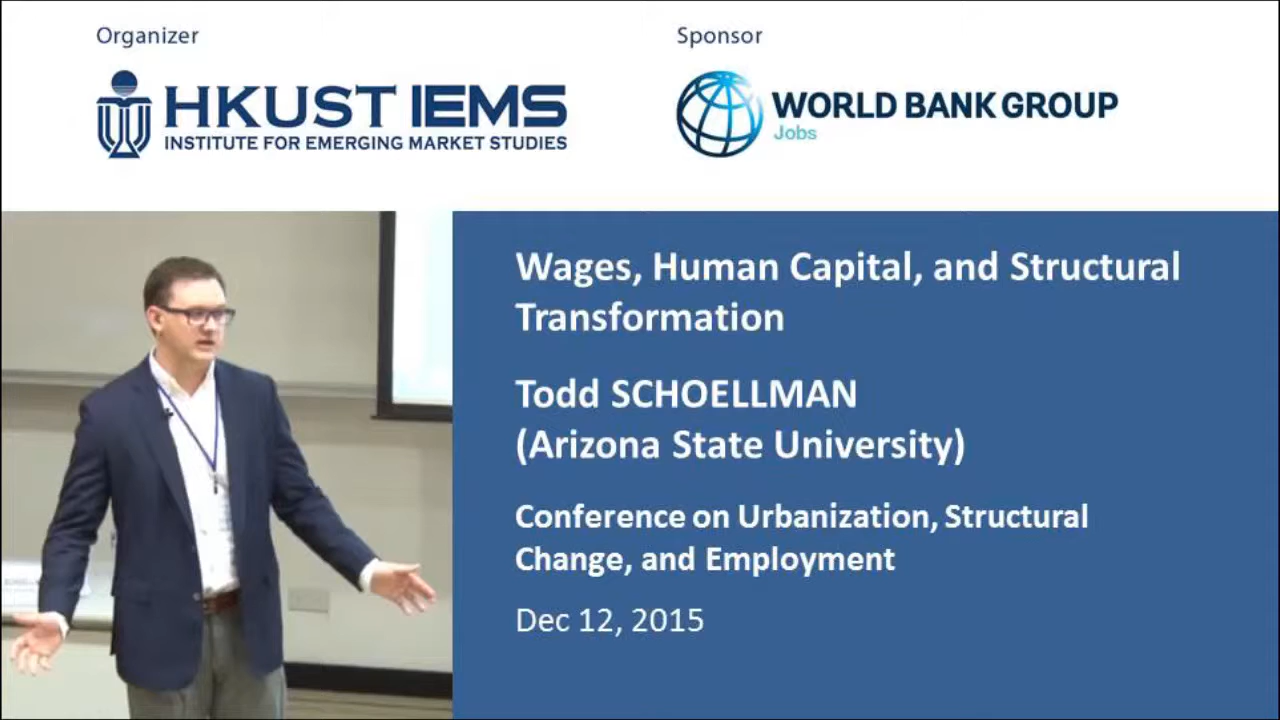 Organizer
Sponsor
HKUST IEMS
INSTITUTE FOR EMERGING MARKET STUDIES
WORLD BANK GROUP
Jobs
Wages, Human Capital, and Structural
Transformation
Todd SCHOELLMAN
(Arizona State University)
Conference on Urbanization, Structural
Change, and Employment
Dec 12, 2015